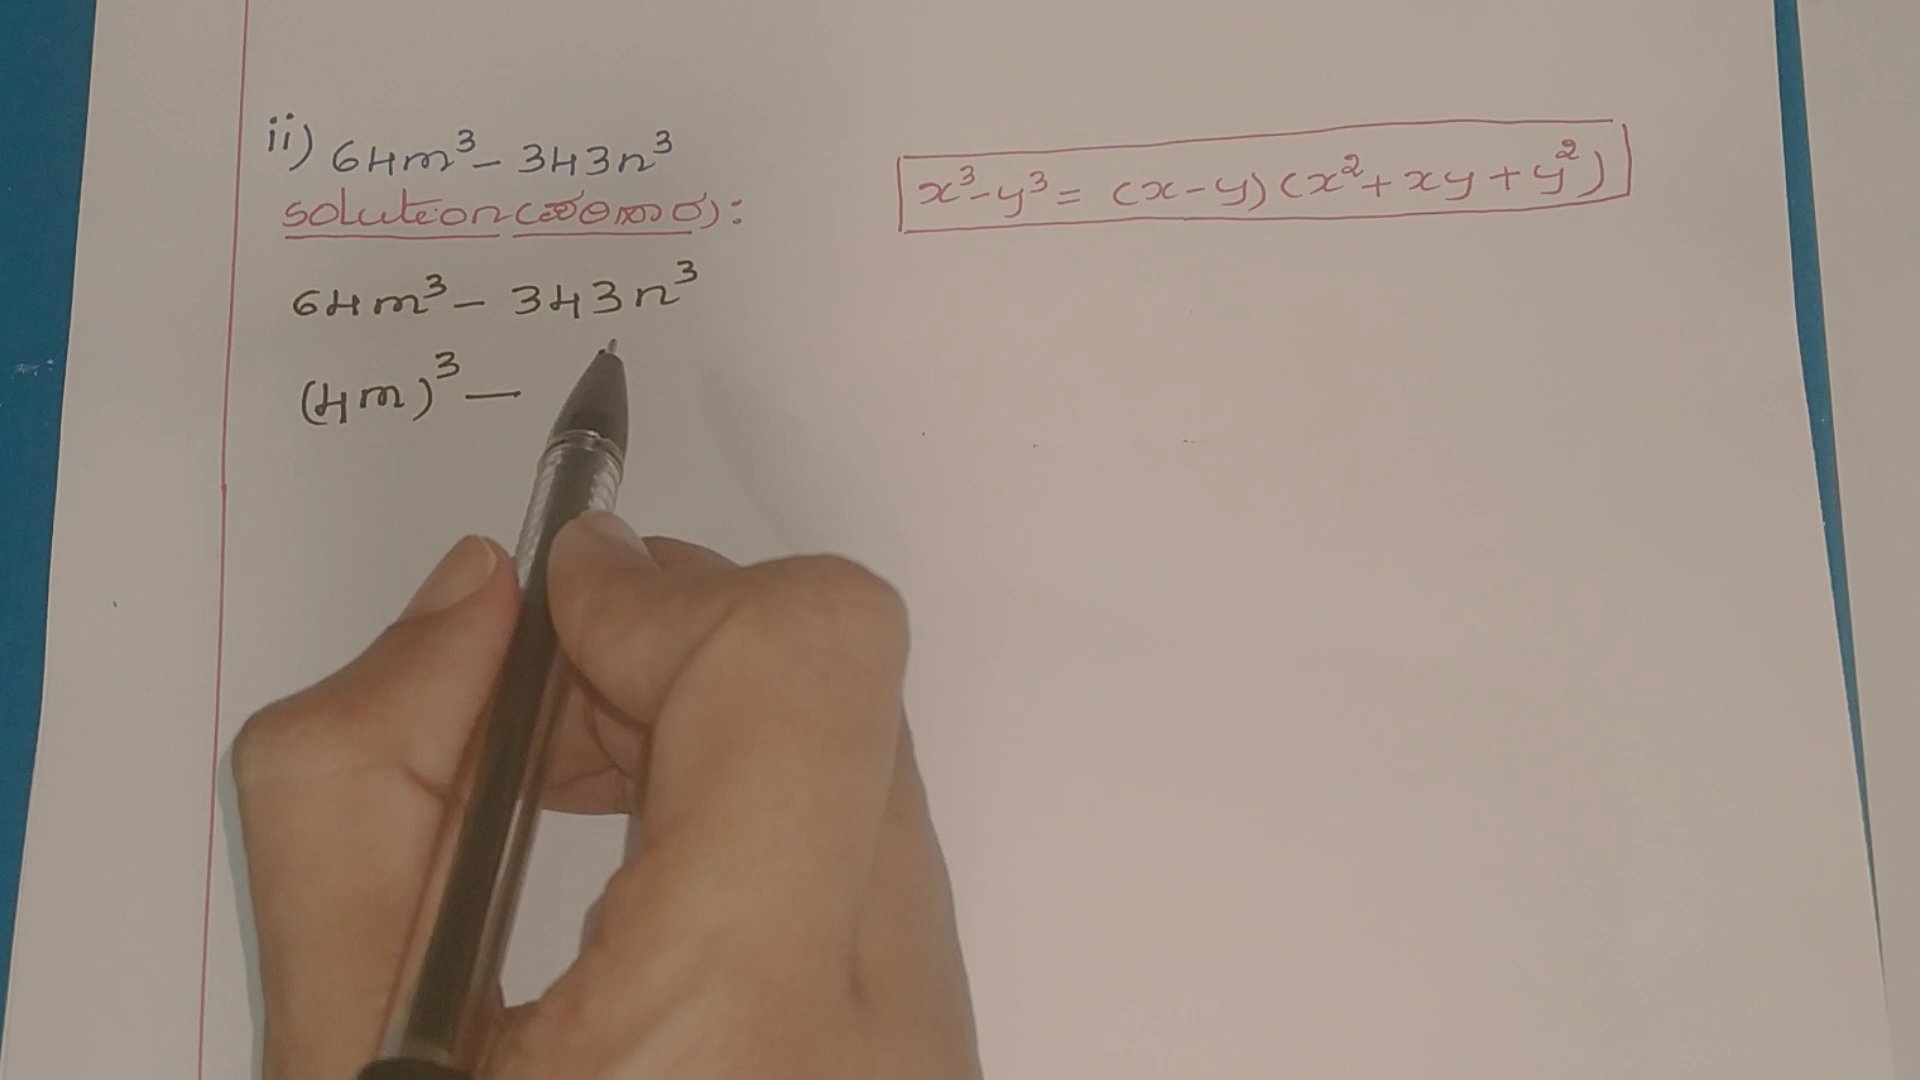 ii) 64m³ - 343n³
solution( ):
x³-y³ = (x-y)(x²+xy+y²)
64m³ - 343n³
(4m)³ -